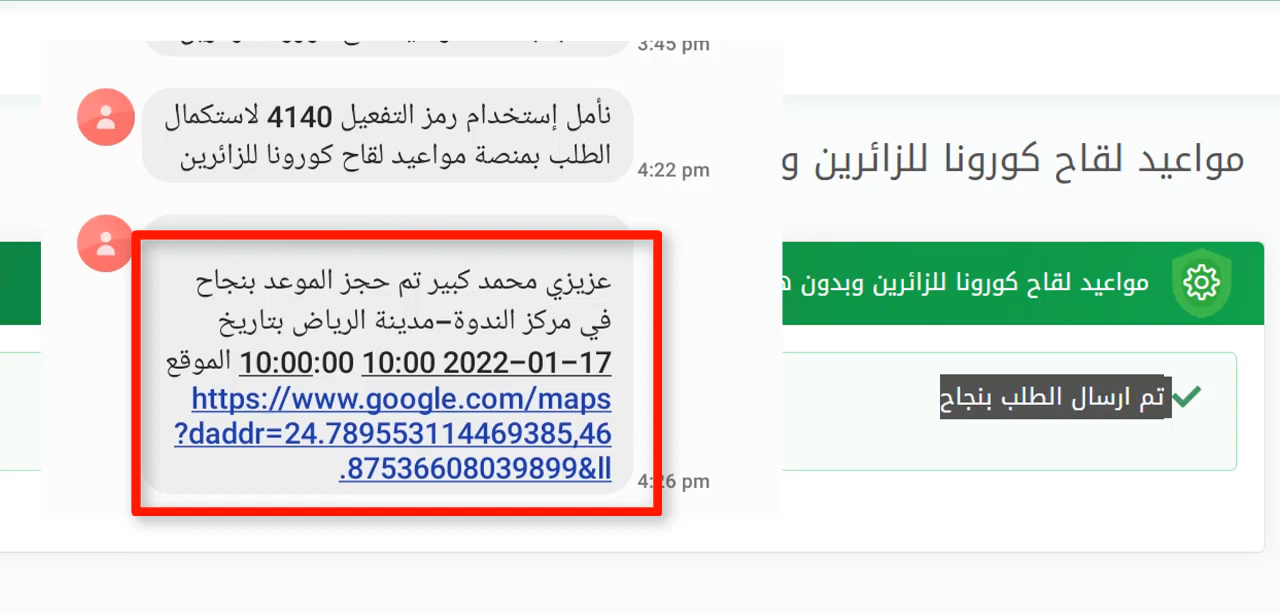 3:45 pm
نأمل إستخدام رمز التفعيل 4140 لاستكمال
الطلب بمنصة مواعيد لقاح كورونا للزائرين
4:22 pm
مواعيد لقاح كورونا للزائرين و
مواعيد لقاح كورونا للزائرين وبدون ه
عزيزي محمد كبير تم حجز الموعد بنجاح
في مركز الندوة-مدينة الرياض بتاريخ
10:00:00 10:00 2022-01-17 الموقع
https://www.google.com/maps
?daddr=24.789553114469385,46
.87536608039899&ll
4:26 pm
تم ارسال الطلب بنجاح